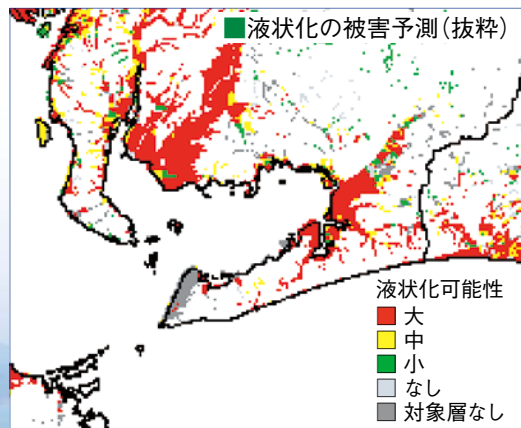 ■液状化の被害予測（抜粋）
液状化可能性
大
中
小
なし
対象層なし